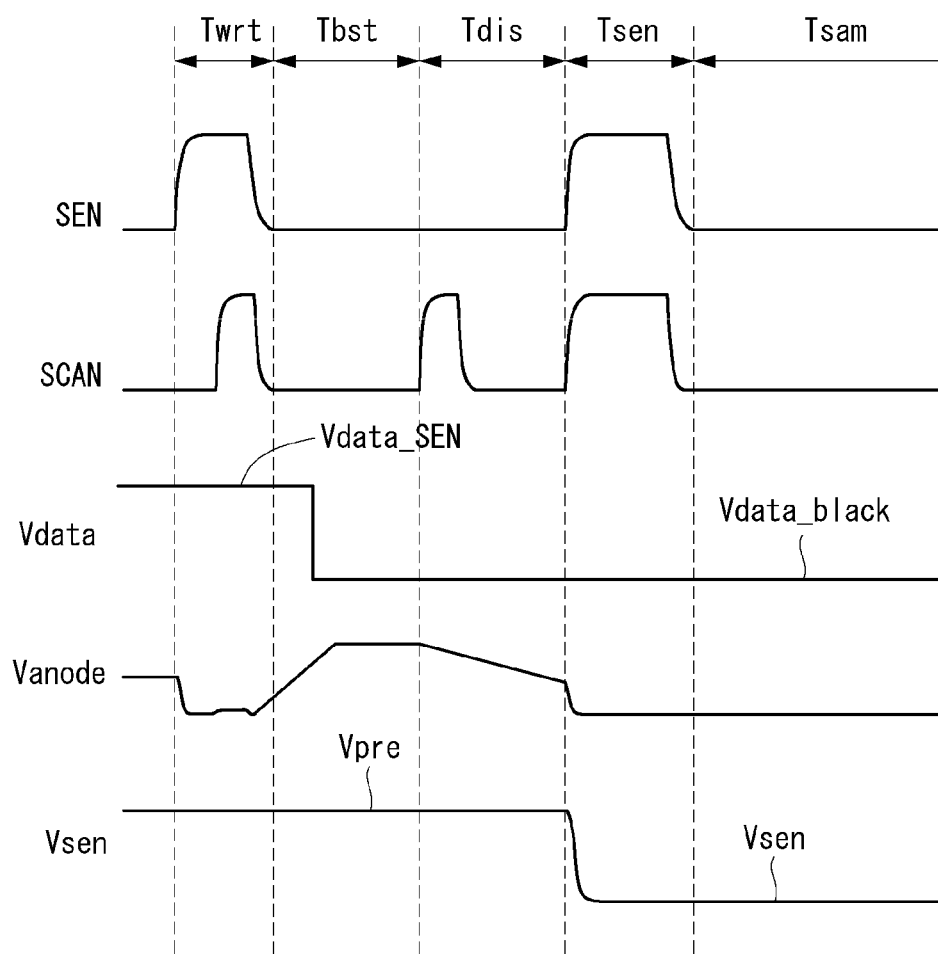 Twrt Tbst Tdis Tsen Tsam
SEN
SCAN
Vdata_SEN
Vdata
Vdata_black
Vanode
Vpre
Vsen
Vsen